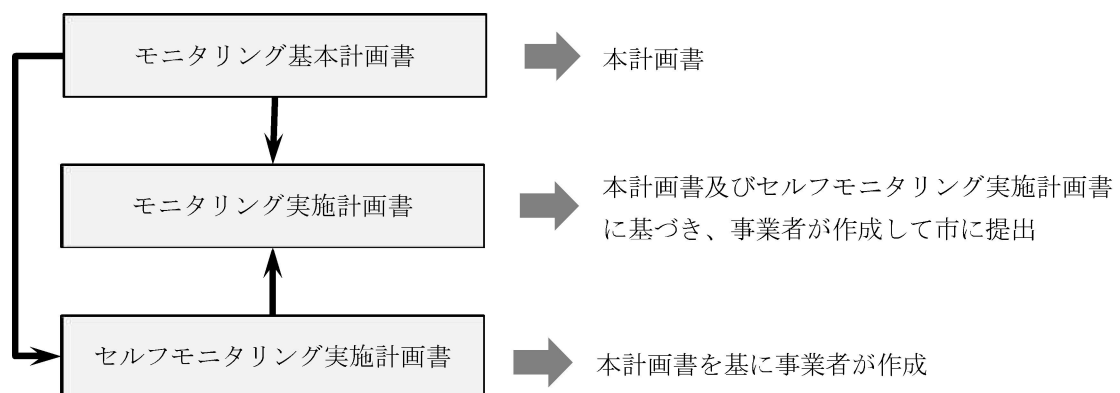 モニタリング基本計画書
本計画書
モニタリング実施計画書
本計画書及びセルフモニタリング実施計画書
に基づき、事業者が作成して市に提出
セルフモニタリング実施計画書
本計画書を基に事業者が作成